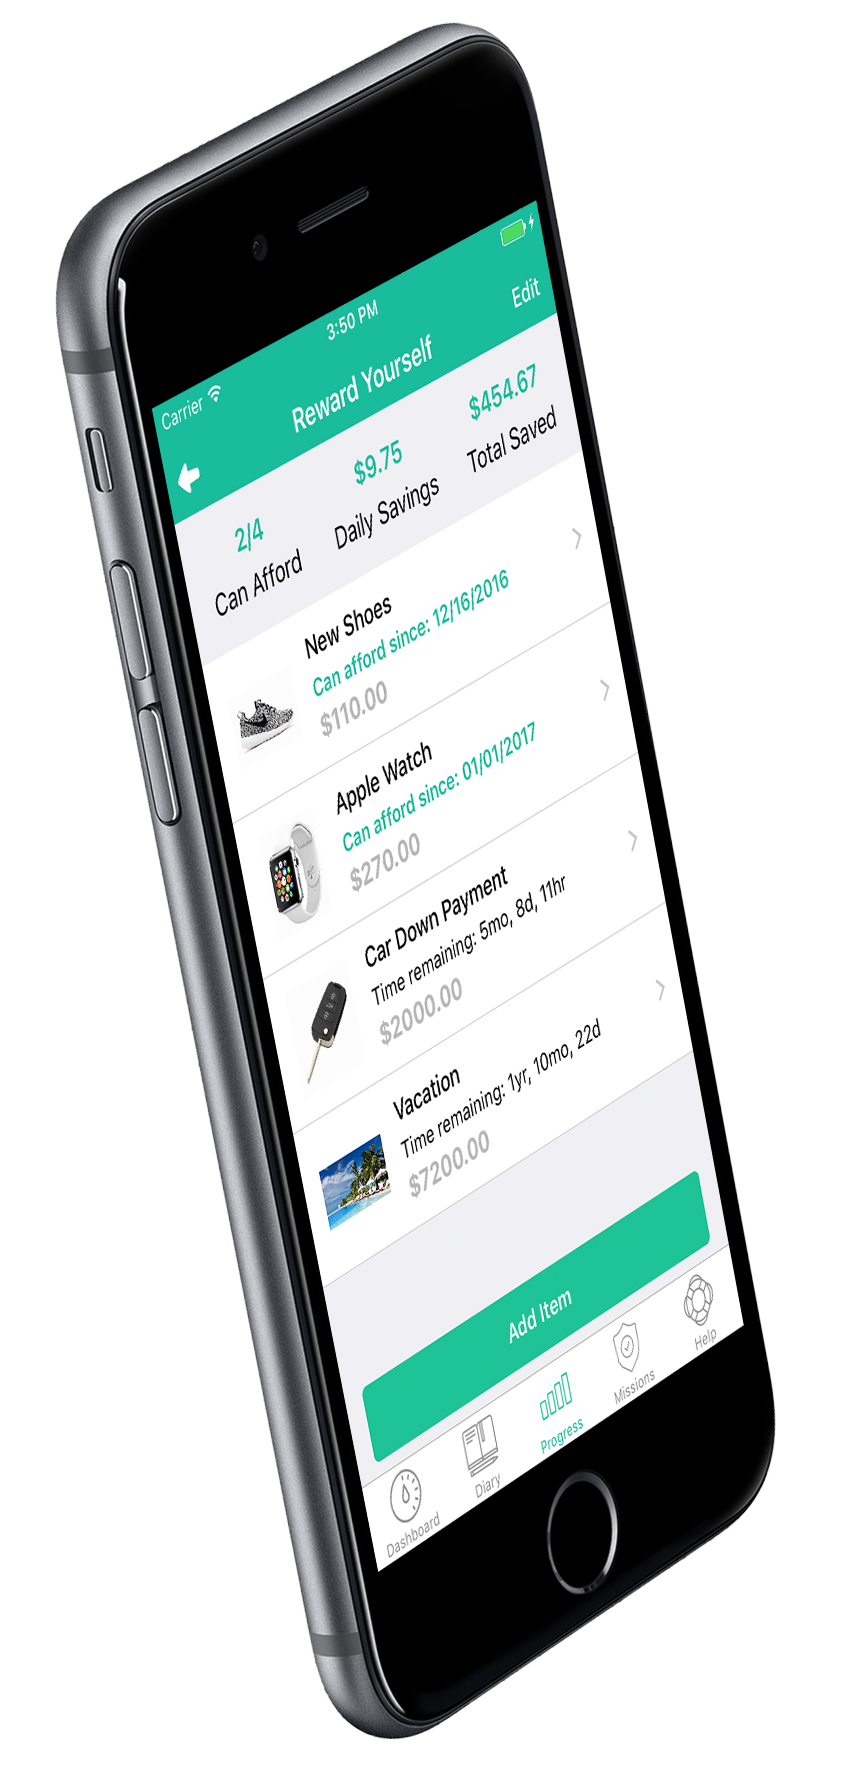 Carrier
3:50 PM
Reward Yourself
Edit
2/4
Can Afford
$9.75
Daily Savings
$454.67
Total Saved
New Shoes
Can afford since: 12/16/2016
$110.00
Apple Watch
Can afford since: 01/01/2017
$270.00
Car Down Payment
Time remaining: 5mo, 8d, 11hr
$2000.00
Vacation
Time remaining: 1yr, 10mo, 22d
$7200.00
Add Item
Dashboard
Diary
Progress
Missions
Help